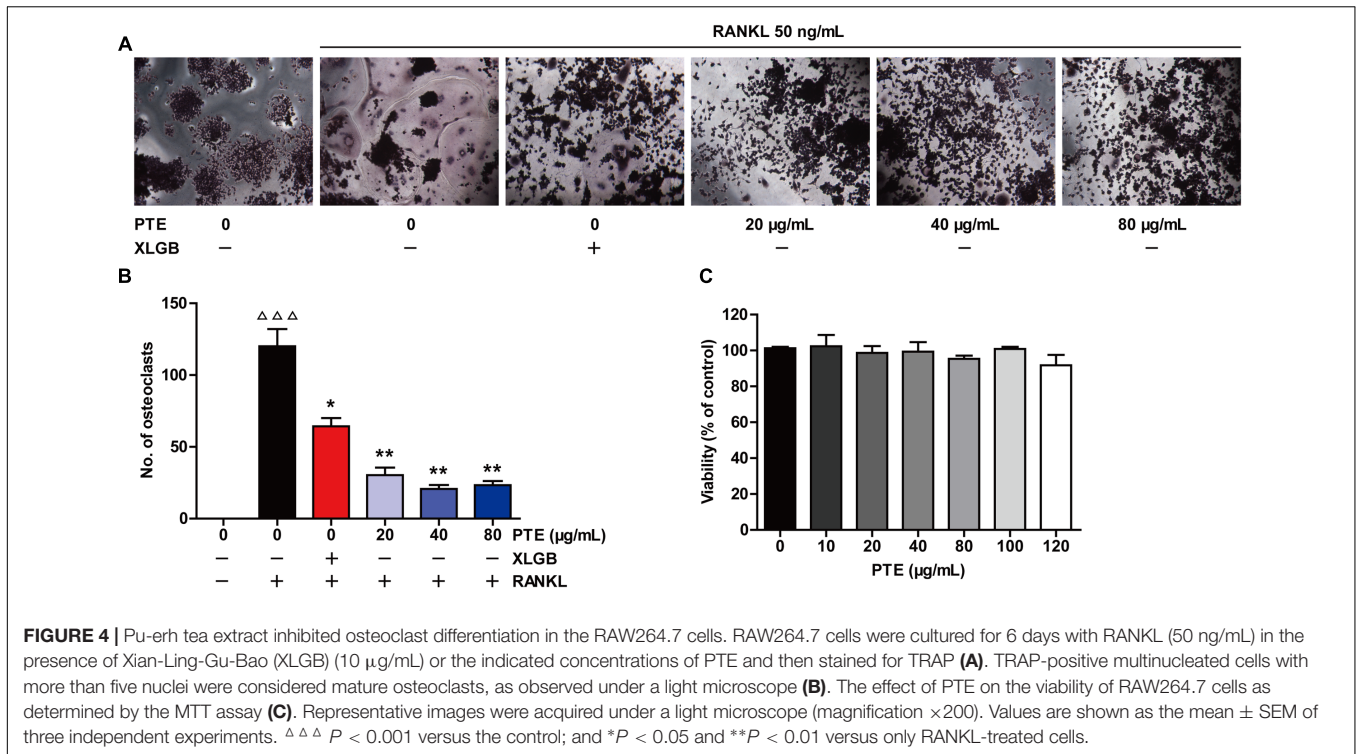 A
RANKL 50 ng/mL
PTE 0 0 0 20 µg/mL 40 µg/mL 80 µg/mL
XLGB − − + − − −
B
No. of osteoclasts
150
100
50
0
△ △ △
*
**
**
**
0 0 0 20 40 80 PTE (µg/mL)
− − + − − − XLGB
− + + + + + RANKL
C
Viability (% of control)
120
100
80
60
40
20
0
0 10 20 40 80 100 120
PTE (µg/mL)
FIGURE 4 | Pu-erh tea extract inhibited osteoclast differentiation in the RAW264.7 cells. RAW264.7 cells were cultured for 6 days with RANKL (50 ng/mL) in the
presence of Xian-Ling-Gu-Bao (XLGB) (10 µg/mL) or the indicated concentrations of PTE and then stained for TRAP (A). TRAP-positive multinucleated cells with
more than five nuclei were considered mature osteoclasts, as observed under a light microscope (B). The effect of PTE on the viability of RAW264.7 cells as
determined by the MTT assay (C). Representative images were acquired under a light microscope (magnification ×200). Values are shown as the mean ± SEM of
three independent experiments. △ △ △ P < 0.001 versus the control; and *P < 0.05 and **P < 0.01 versus only RANKL-treated cells.